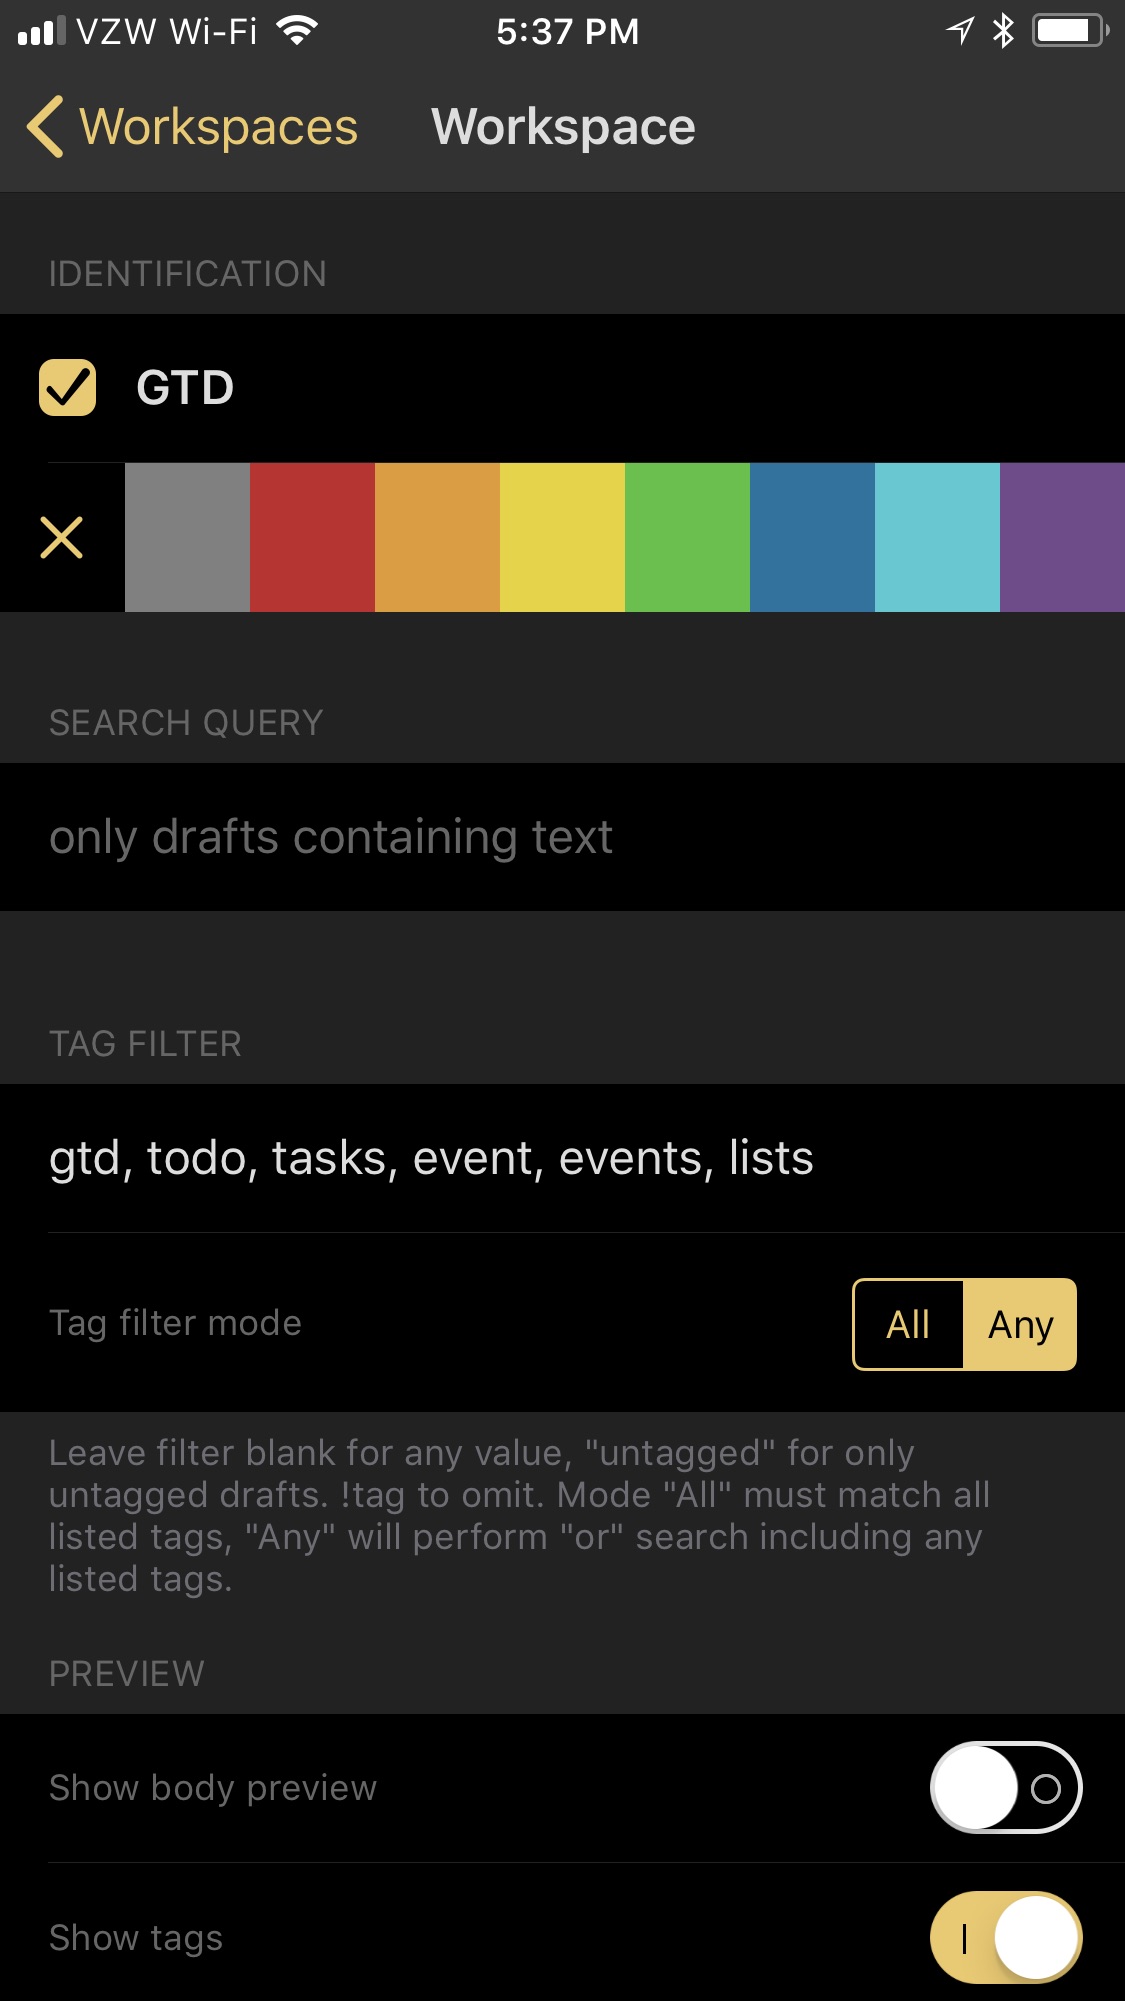 VZW Wi-Fi 5:37 PM
Workspaces Workspace
IDENTIFICATION
GTD
SEARCH QUERY
only drafts containing text
TAG FILTER
gtd, todo, tasks, event, events, lists
Tag filter mode All Any
Leave filter blank for any value, "untagged" for only
untagged drafts. !tag to omit. Mode "All" must match all
listed tags, "Any" will perform "or" search including any
listed tags.
PREVIEW
Show body preview
Show tags